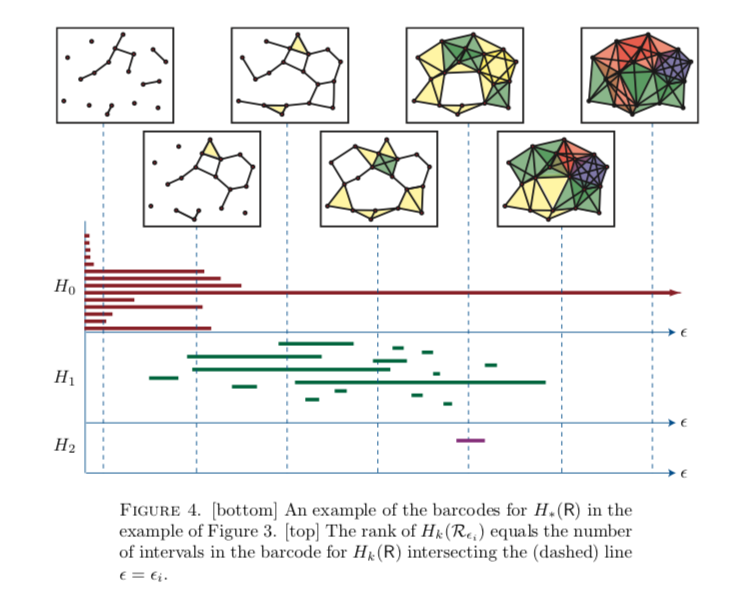 H₀
ϵ
H₁
ϵ
H₂
ϵ
FIGURE 4. [bottom] An example of the barcodes for H∗(R) in the
example of Figure 3. [top] The rank of Hₖ(ℛ_ϵᵢ) equals the number
of intervals in the barcode for Hₖ(R) intersecting the (dashed) line
ϵ = ϵᵢ.